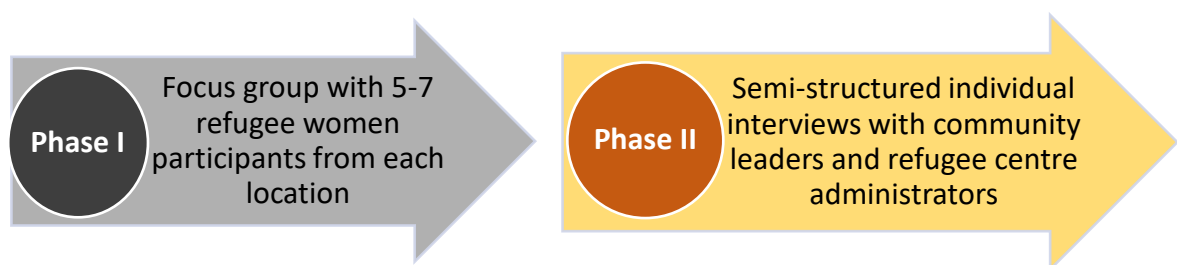 Phase I
Focus group with 5-7
refugee women
participants from each
location
Phase II
Semi-structured individual
interviews with community
leaders and refugee centre
administrators